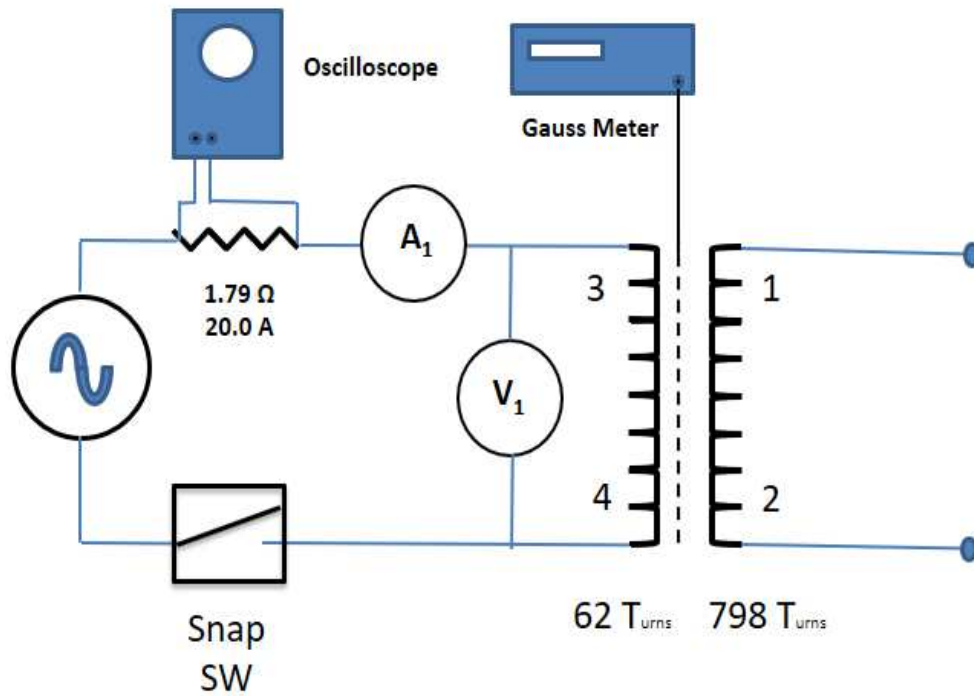 Oscilloscope
Gauss Meter
A1
1.79 Ω
20.0 A
3
1
V1
4
2
62 Turns
798 Turns
Snap
SW